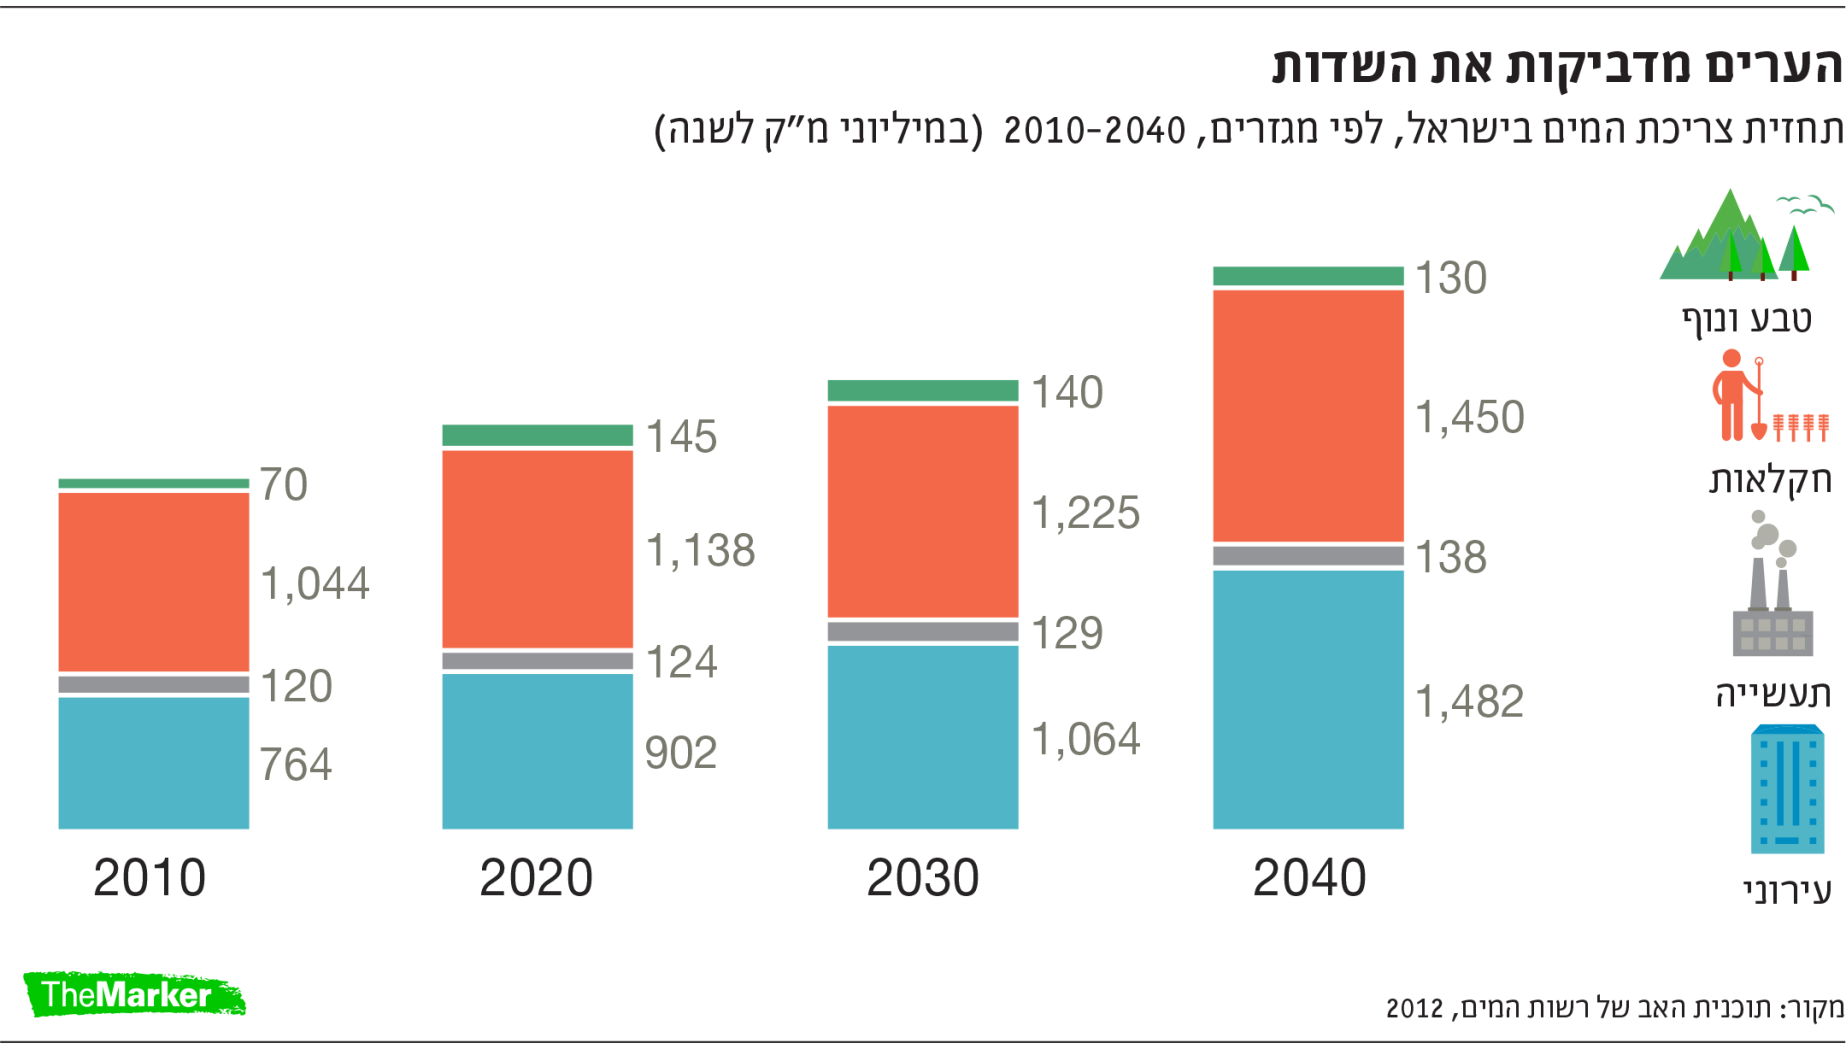 הערים מדביקות את השדות
תחזית צריכת המים בישראל, לפי מגזרים, 2010-2040 (במיליוני מ״ק לשנה)
טבע ונוף
חקלאות
תעשייה
עירוני
70
1,044
120
764
2010
145
1,138
124
902
2020
140
1,225
129
1,064
2030
130
1,450
138
1,482
2040
TheMarker
מקור: תוכנית האב של רשות המים, 2012